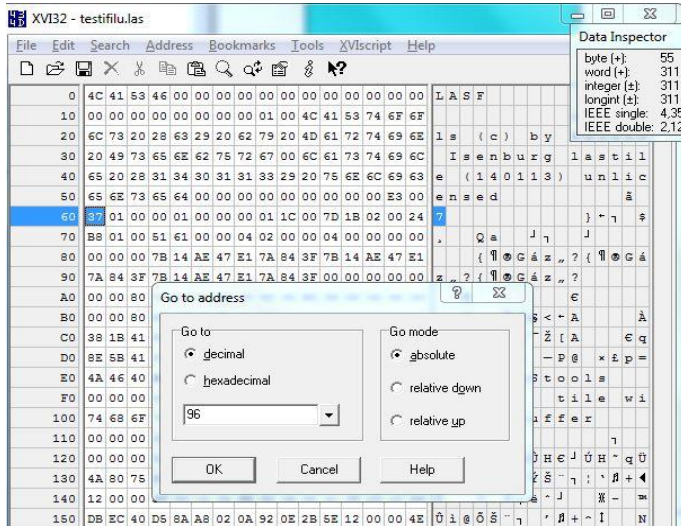 XVI32 - testifilu.las
File Edit Search Address Bookmarks Tools XVIscript Help
Data Inspector
byte (+): 55
word (+): 311
integer (±): 311
longint (±): 311
IEEE single: 4,35
IEEE double: 2,12
0 4C 41 53 46 00 00 00 00 00 00 00 00 00 00 00 00 L A S F
10 00 00 00 00 00 00 00 00 01 00 4C 41 53 74 6F 6F
20 6C 73 20 28 63 29 20 62 79 20 4D 61 72 74 69 6E l s ( c ) b y
30 20 49 73 65 6E 62 75 72 67 00 6C 61 73 74 69 6C I s e n b u r g l a s t i l
40 65 20 28 31 34 30 31 31 33 29 20 75 6E 6C 69 63 e ( 1 4 0 1 1 3 ) u n l i c
50 65 6E 73 65 64 00 00 00 00 00 00 00 00 00 E3 00 e n s e d ã
60 37 01 00 00 01 00 00 00 01 1C 00 7D 1B 02 00 24 7 } $
70 B8 01 00 51 61 00 00 04 02 00 00 04 00 00 00 00 ¸ Q a
80 00 00 00 7B 14 AE 47 E1 7A 84 3F 7B 14 AE 47 E1 { ¶ ® G á z „ ? { ¶ ® G á
90 7A 84 3F 7B 14 AE 47 E1 7A 84 3F 00 00 00 00 00 z „ ? { ¶ ® G á z „ ?
A0 00 00 80 €
B0 00 00 80 À
C0 38 1B 41 Ž [ A € q
D0 8E 5B 41 — P @ × £ p =
E0 4A 46 40 s t o o l s
F0 00 00 00 t i l e w i
100 74 68 6F u f f e r
110 00 00 00
120 00 00 00
130 4A 80 75
140 12 00 00
150 DB EC 40 D5 8A A8 02 0A 92 0E 2B 5E 12 00 00 4E
Go to address
Go to
decimal
hexadecimal
96
Go mode
absolute
relative down
relative up
OK Cancel Help